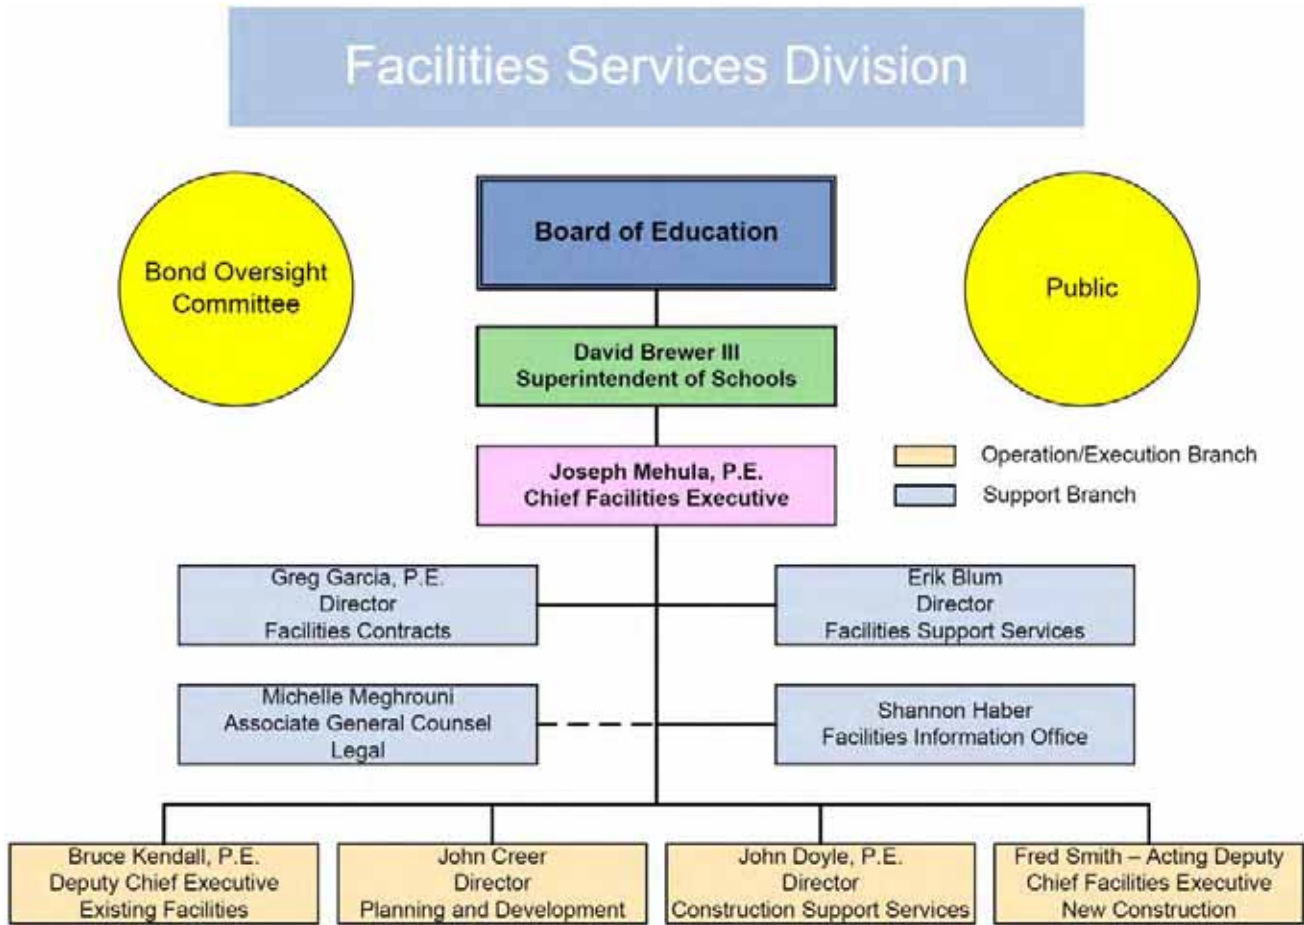 Facilities Services Division
Bond Oversight
Committee
Board of Education
Public
David Brewer III
Superintendent of Schools
Joseph Mehula, P.E.
Chief Facilities Executive
Operation/Execution Branch
Support Branch
Greg Garcia, P.E.
Director
Facilities Contracts
Erik Blum
Director
Facilities Support Services
Michelle Meghrouni
Associate General Counsel
Legal
Shannon Haber
Facilities Information Office
Bruce Kendall, P.E.
Deputy Chief Executive
Existing Facilities
John Creer
Director
Planning and Development
John Doyle, P.E.
Director
Construction Support Services
Fred Smith – Acting Deputy
Chief Facilities Executive
New Construction